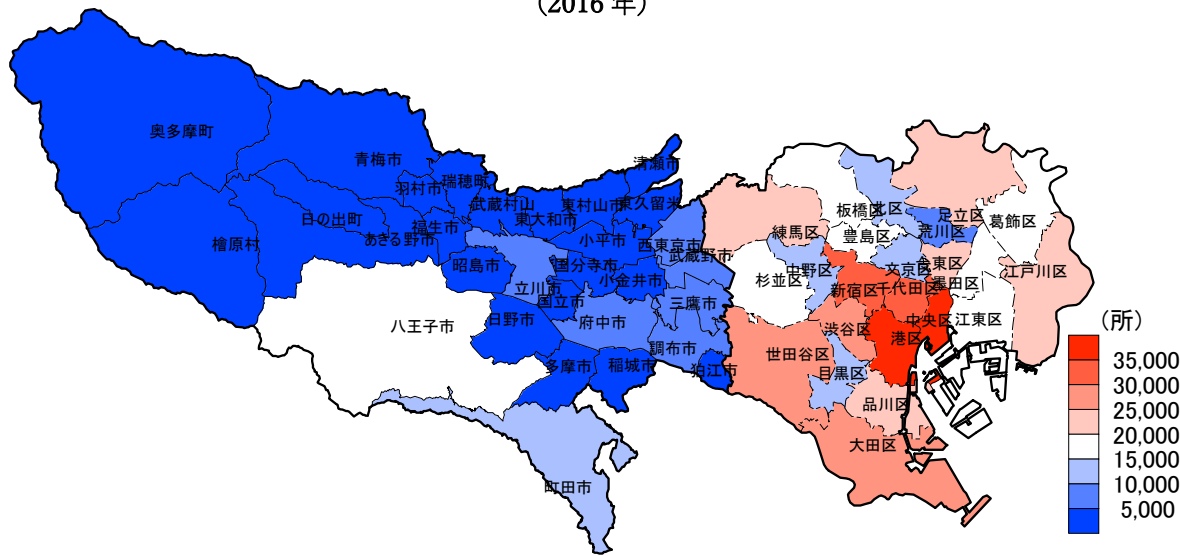 (2016 年)
奥多摩町
青梅市
羽村市
瑞穂町
清瀬市
武蔵村山
東村山市
東久留米
東大和市
日の出町
福生市
あきる野市
檜原村
小平市
西東京市
武蔵野市
昭島市
国分寺市
小金井市
立川市
国立市
三鷹市
八王子市
日野市
府中市
調布市
多摩市
稲城市
狛江市
町田市
板橋区
北区
足立区
葛飾区
練馬区
豊島区
荒川区
杉並区
中野区
文京区
台東区
墨田区
江戸川区
新宿区
千代田区
中央区
江東区
渋谷区
港区
世田谷区
目黒区
品川区
大田区
(所)
35,000
30,000
25,000
20,000
15,000
10,000
5,000